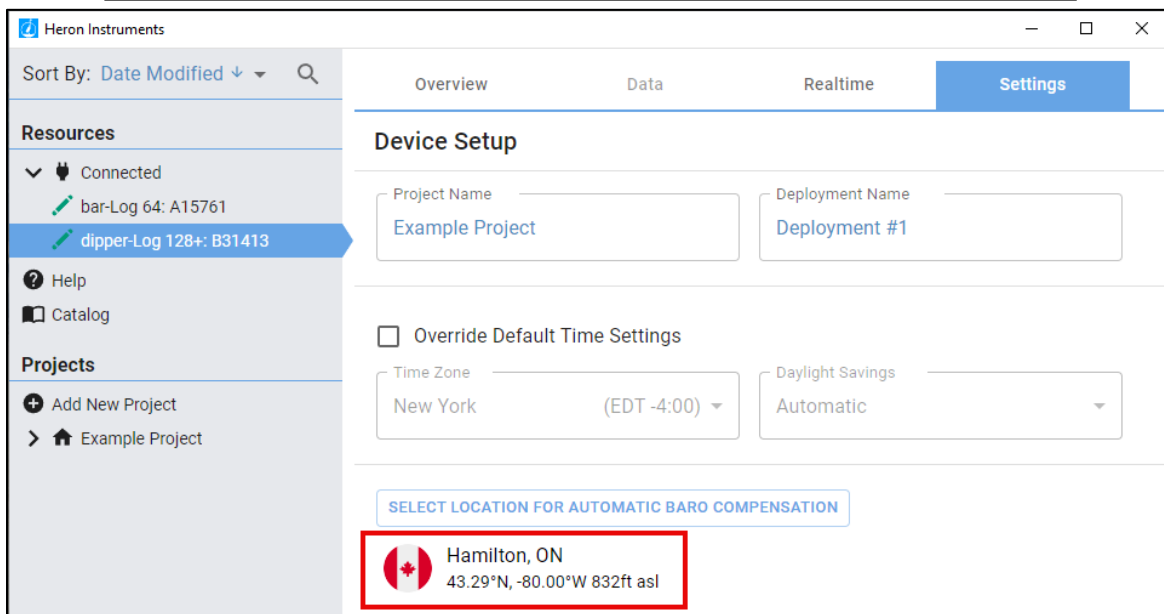 Heron Instruments
Sort By: Date Modified
Overview
Data
Realtime
Settings
Resources
Connected
bar-Log 64: A15761
dipper-Log 128+: B31413
Help
Catalog
Projects
Add New Project
Example Project
Device Setup
Project Name
Example Project
Deployment Name
Deployment #1
Override Default Time Settings
Time Zone
New York (EDT -4:00)
Daylight Savings
Automatic
SELECT LOCATION FOR AUTOMATIC BARO COMPENSATION
Hamilton, ON
43.29°N, -80.00°W 832ft asl